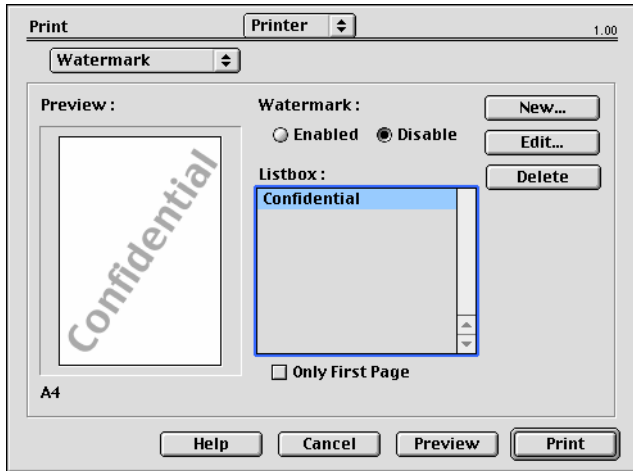 Print Printer 1.00
Watermark
Preview :
Confidential
A4
Watermark :
Enabled Disable
Listbox :
Confidential
Only First Page
New...
Edit...
Delete
Help Cancel Preview Print